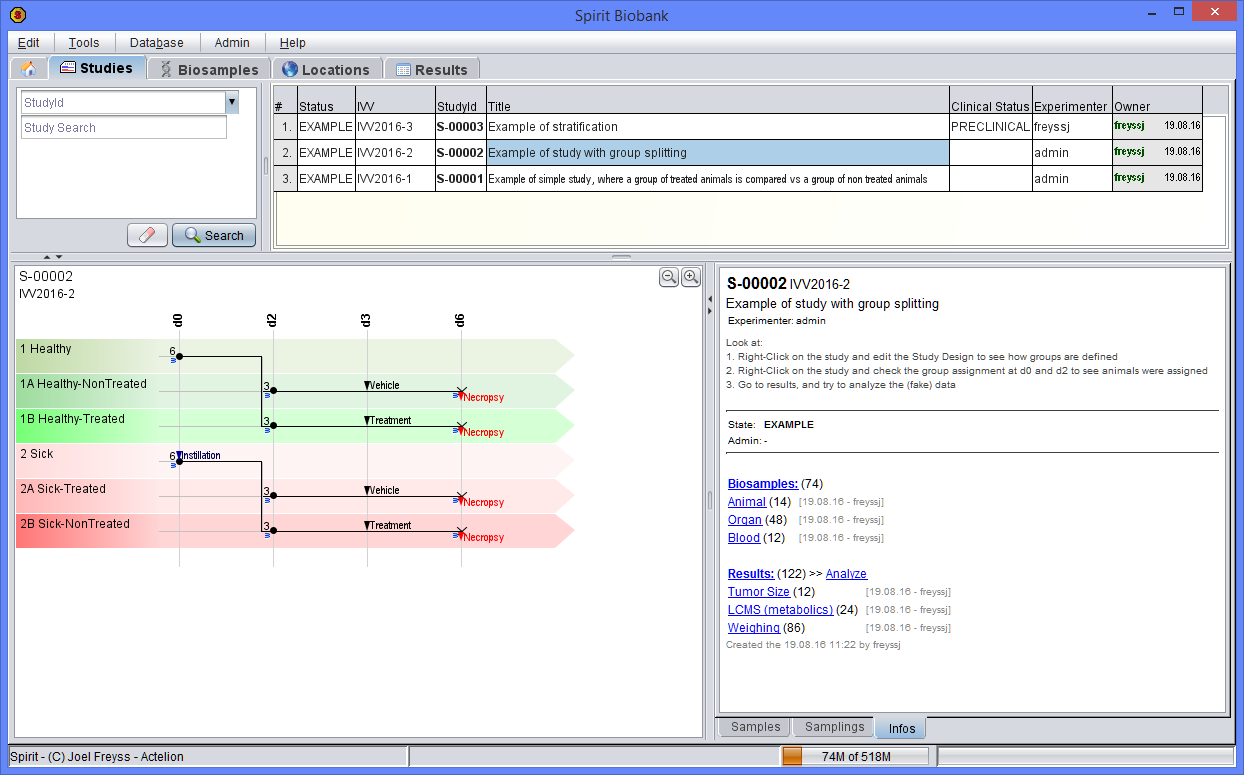 Spirit Biobank
Edit Tools Database Admin Help
Studies Biosamples Locations Results
StudyId
Study Search
Search
# Status IVV StudyId Title Clinical Status Experimenter Owner
1. EXAMPLE IVV2016-3 S-00003 Example of stratification PRECLINICAL freyssj freyssj 19.08.16
2. EXAMPLE IVV2016-2 S-00002 Example of study with group splitting admin freyssj 19.08.16
3. EXAMPLE IVV2016-1 S-00001 Example of simple study, where a group of treated animals is compared vs a group of non treated animals admin freyssj 19.08.16
S-00002
IVV2016-2
d0 d2 d3 d6
1 Healthy 6
1A Healthy-NonTreated 3 Vehicle Necropsy
1B Healthy-Treated 3 Treatment Necropsy
2 Sick 6 Instillation
2A Sick-Treated 3 Vehicle Necropsy
2B Sick-NonTreated 3 Treatment Necropsy
S-00002 IVV2016-2
Example of study with group splitting
Experimenter: admin
Look at:
1. Right-Click on the study and edit the Study Design to see how groups are defined
2. Right-Click on the study and check the group assignment at d0 and d2 to see animals were assigned
3. Go to results, and try to analyze the (fake) data
State: EXAMPLE
Admin: -
Biosamples: (74)
Animal (14) [19.08.16 - freyssj]
Organ (48) [19.08.16 - freyssj]
Blood (12) [19.08.16 - freyssj]
Results: (122) >> Analyze
Tumor Size (12) [19.08.16 - freyssj]
LCMS (metabolics) (24) [19.08.16 - freyssj]
Weighing (86) [19.08.16 - freyssj]
Created the 19.08.16 11:22 by freyssj
Samples Samplings Infos
Spirit - (C) Joel Freyss - Actelion 74M of 518M